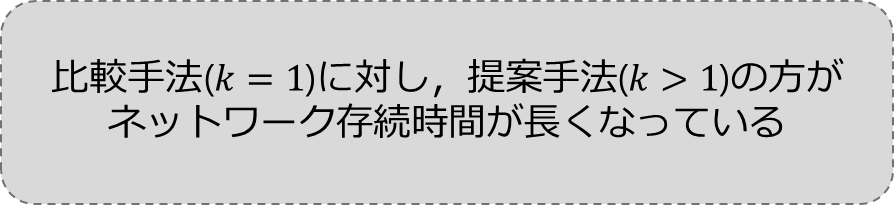 比較手法(k = 1)に対し，提案手法(k > 1)の方が
ネットワーク存続時間が長くなっている